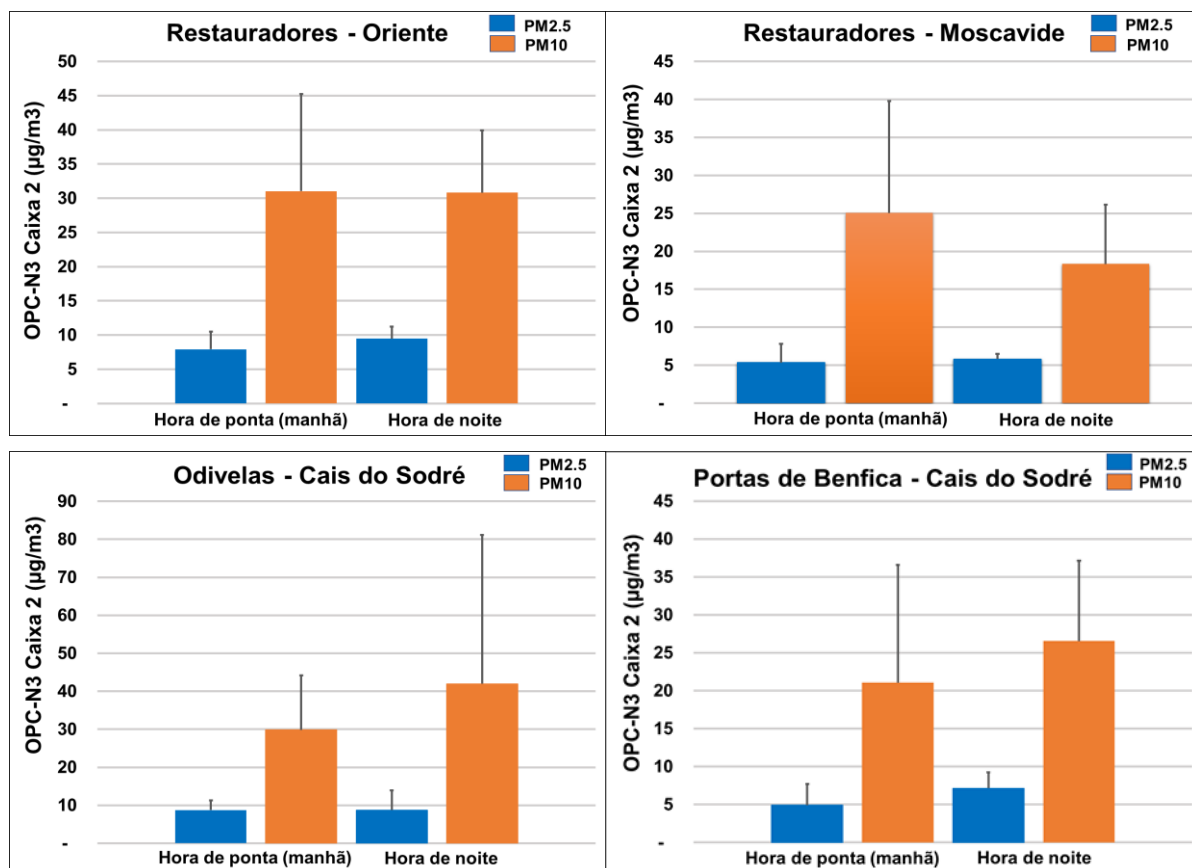 Restauradores - Oriente
PM2.5
PM10
OPC-N3 Caixa 2 (µg/m3)
50
45
40
35
30
25
20
15
10
5
-
Hora de ponta (manhã)
Hora de noite
Restauradores - Moscavide
PM2.5
PM10
OPC-N3 Caixa 2 (µg/m3)
45
40
35
30
25
20
15
10
5
-
Hora de ponta (manhã)
Hora de noite
Odivelas - Cais do Sodré
PM2.5
PM10
OPC-N3 Caixa 2 (µg/m3)
90
80
70
60
50
40
30
20
10
-
Hora de ponta (manhã)
Hora de noite
Portas de Benfica - Cais do Sodré
PM2.5
PM10
OPC-N3 Caixa 2 (µg/m3)
45
40
35
30
25
20
15
10
5
-
Hora de ponta (manhã)
Hora de noite